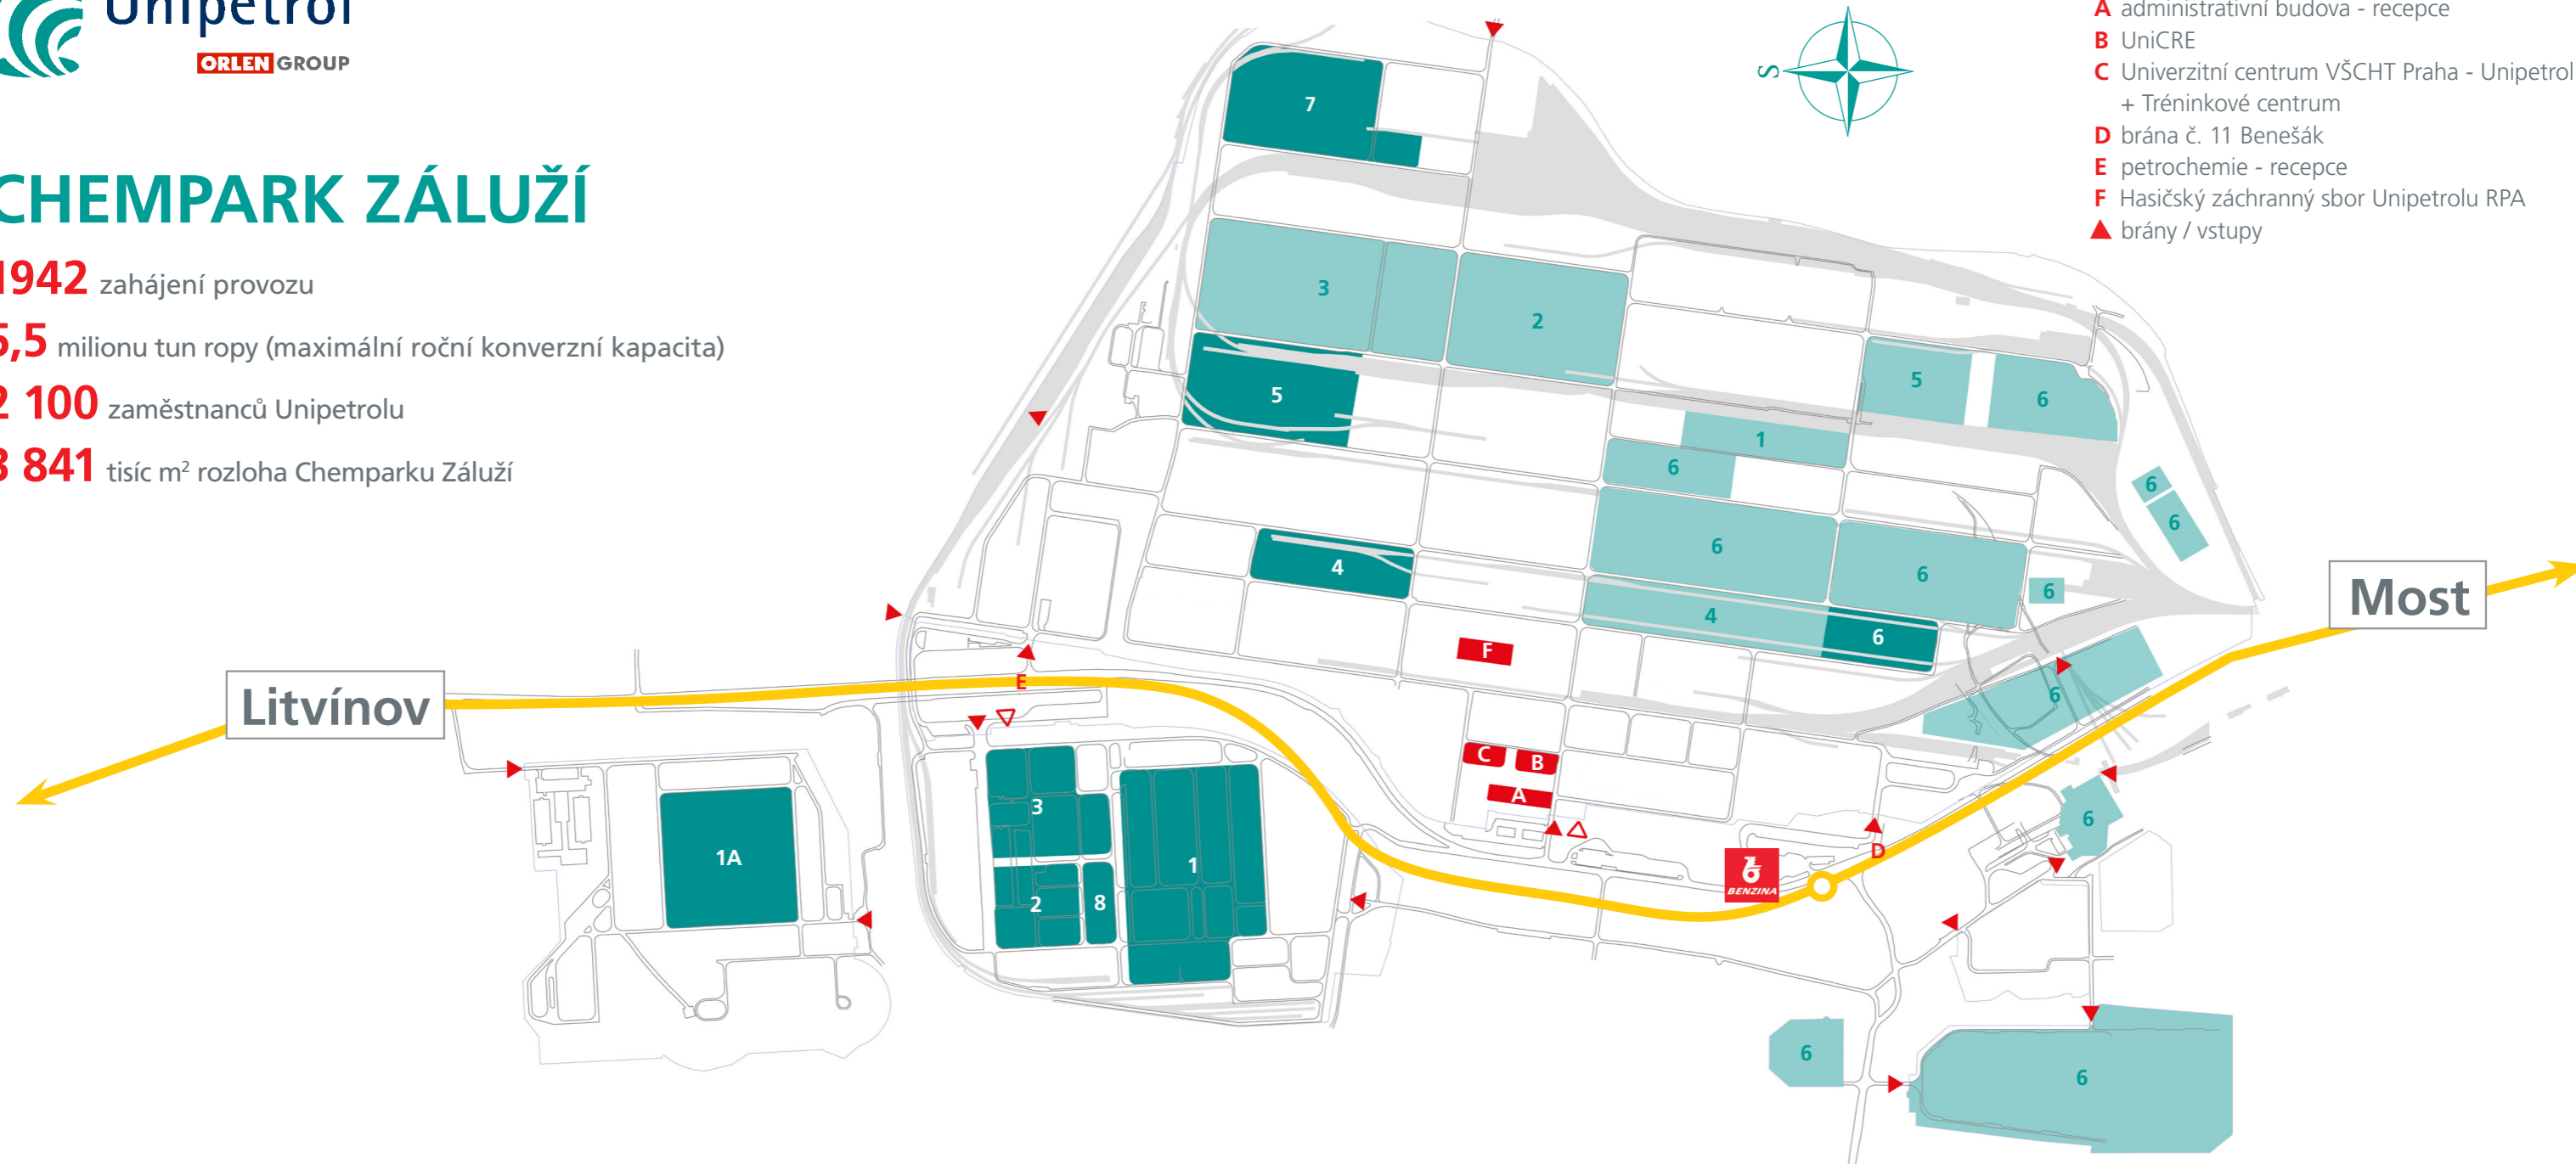 Unipetrol
ORLEN GROUP
CHEMPARK ZÁLUŽÍ
1942 zahájení provozu
5,5 milionu tun ropy (maximální roční konverzní kapacita)
2 100 zaměstnanců Unipetrolu
841 tisíc m² rozloha Chemparku Záluží
S
A administrativní budova - recepce
B UniCRE
C Univerzitní centrum VŠCHT Praha - Unipetrol
+ Tréninkové centrum
D brána č. 11 Benešák
E petrochemie - recepce
F Hasičský záchranný sbor Unipetrolu RPA
brány / vstupy
7
3
2
5
5
6
1
6
6
6
6
4
6
6
6
4
6
F
Most
E
6
Litvínov
C
B
A
3
6
1A
1
D
BENZINA
2
8
6
6